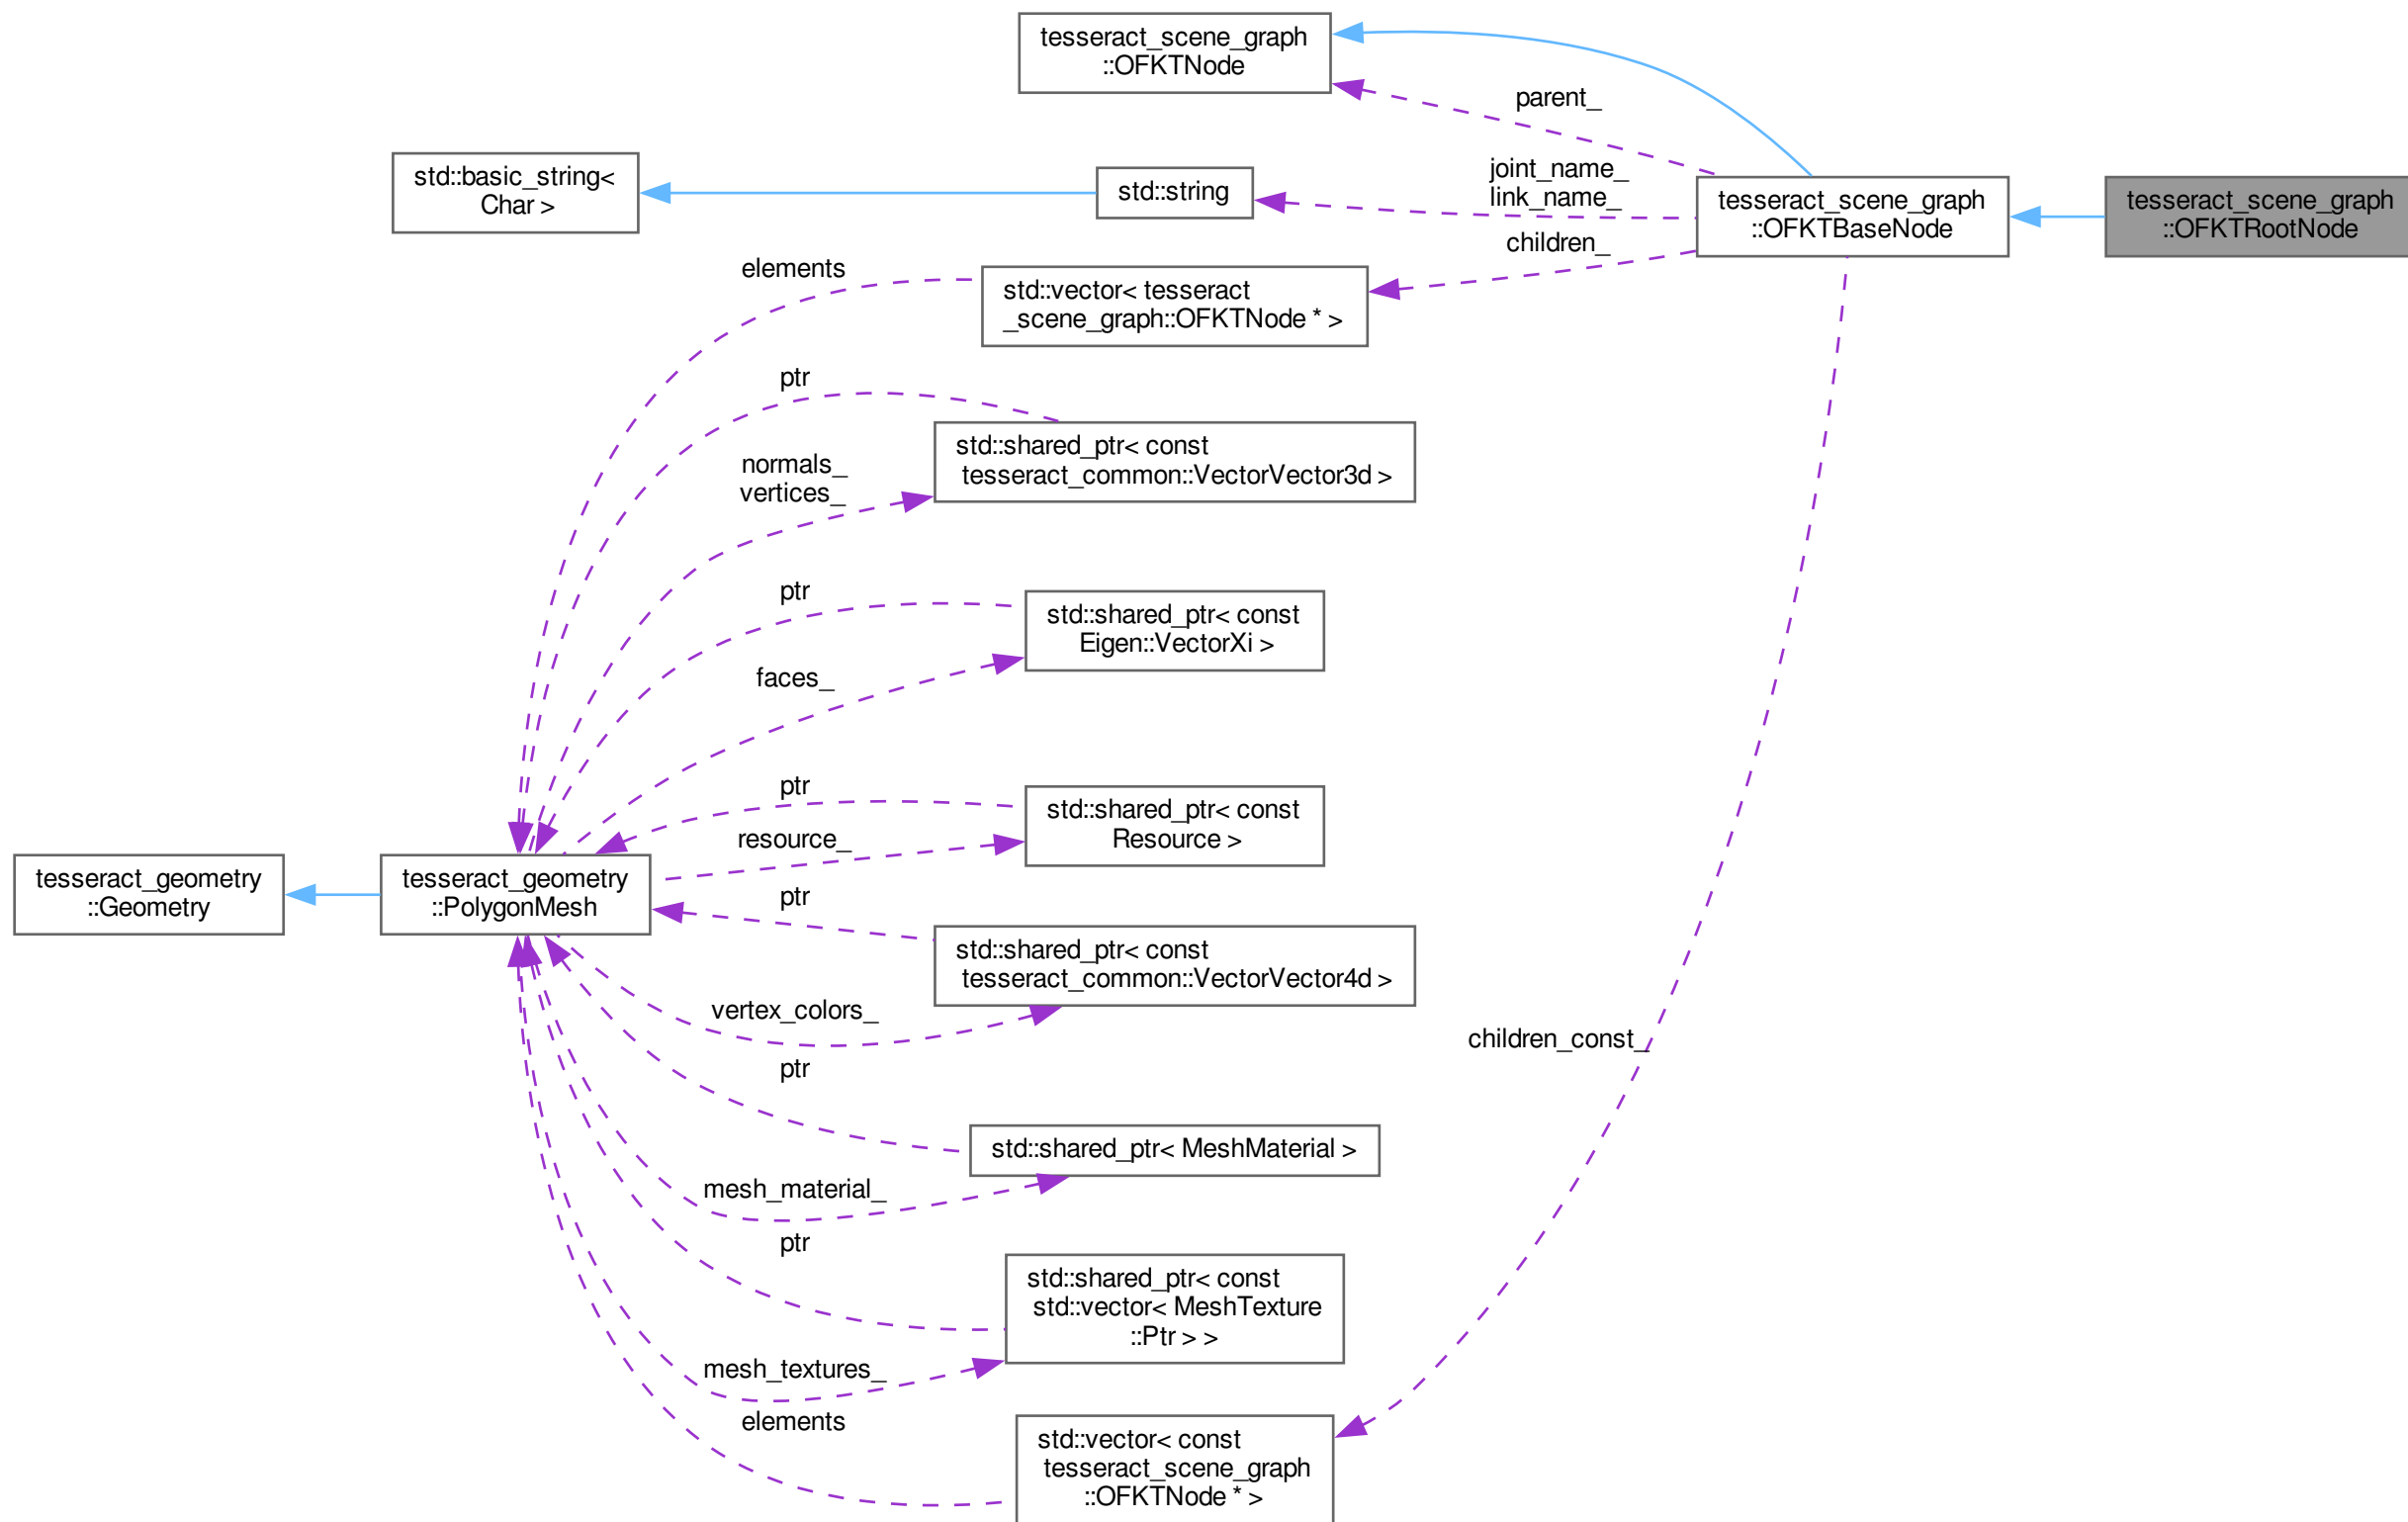 tesseract_scene_graph
::OFKTNode
parent_
std::basic_string<
Char >
std::string
joint_name_
link_name_
tesseract_scene_graph
::OFKTBaseNode
tesseract_scene_graph
::OFKTRootNode
children_
elements
std::vector< tesseract
_scene_graph::OFKTNode * >
ptr
std::shared_ptr< const
tesseract_common::VectorVector3d >
normals_
vertices_
ptr
std::shared_ptr< const
Eigen::VectorXi >
faces_
ptr
std::shared_ptr< const
Resource >
resource_
tesseract_geometry
::Geometry
tesseract_geometry
::PolygonMesh
ptr
std::shared_ptr< const
tesseract_common::VectorVector4d >
vertex_colors_
children_const_
ptr
std::shared_ptr< MeshMaterial >
mesh_material_
ptr
std::shared_ptr< const
std::vector< MeshTexture
::Ptr > >
mesh_textures_
elements
std::vector< const
tesseract_scene_graph
::OFKTNode * >